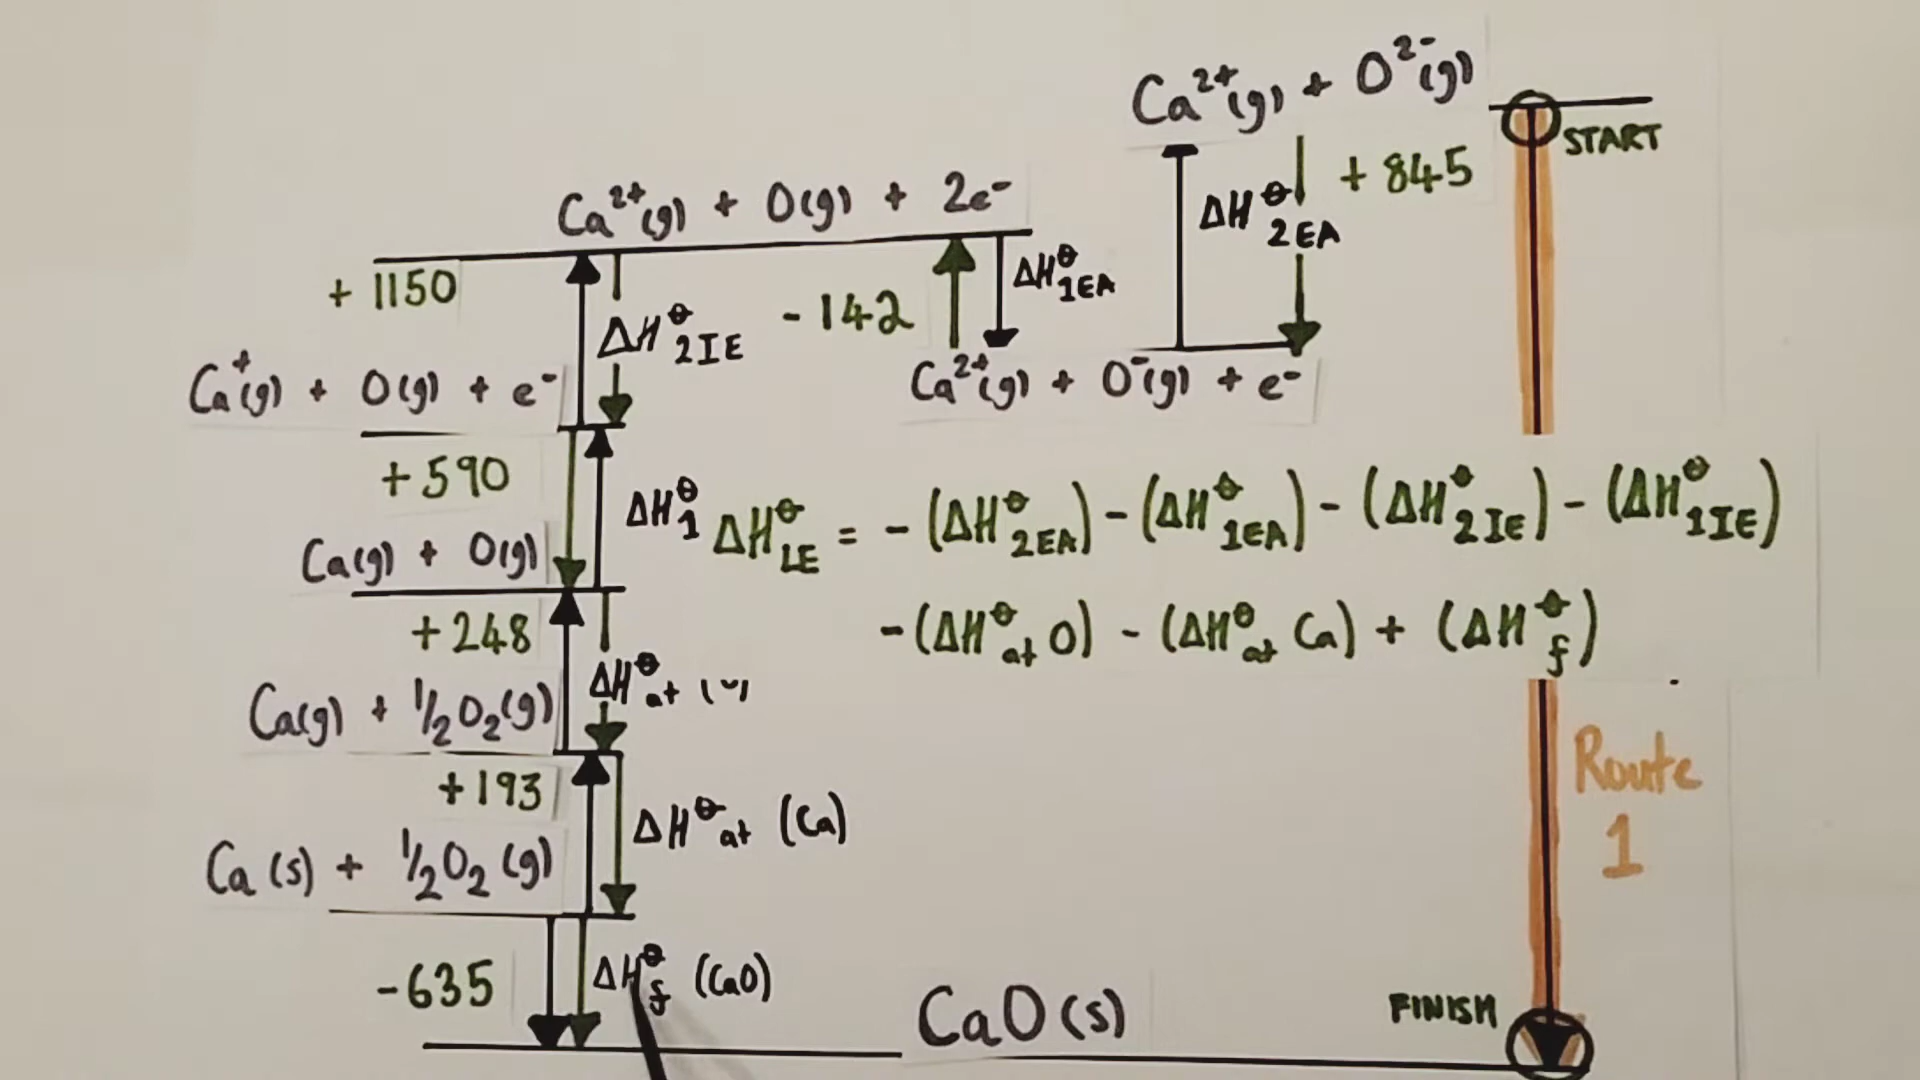 Ca²⁺(g) + O²⁻(g)
START
+ 845
ΔH⦵2EA
Ca²⁺(g) + O(g) + 2e⁻
+ 1150
ΔH⦵2IE
- 142
ΔH⦵1EA
Ca⁺(g) + O(g) + e⁻
Ca²⁺(g) + O⁻(g) + e⁻
+ 590
ΔH⦵1
ΔH⦵LE = - (ΔH⦵2EA) - (ΔH⦵1EA) - (ΔH⦵2IE) - (ΔH⦵1IE)
- (ΔH⦵at O) - (ΔH⦵at Ca) + (ΔH⦵f)
Ca(g) + O(g)
+ 248
ΔH⦵at
Ca(g) + ½O₂(g)
Route
1
+193
ΔH⦵at (Ca)
Ca(s) + ½O₂(g)
-635
ΔH⦵f (CaO)
CaO(s)
FINISH